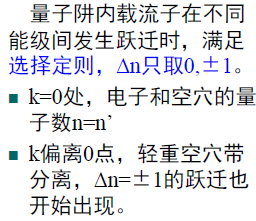 量子阱内载流子在不同
能级间发生跃迁时，满足
选择定则，Δn只取0,±1。
k=0处，电子和空穴的量
子数n=n’
k偏离0点，轻重空穴带
分离，Δn=±1的跃迁也
开始出现。